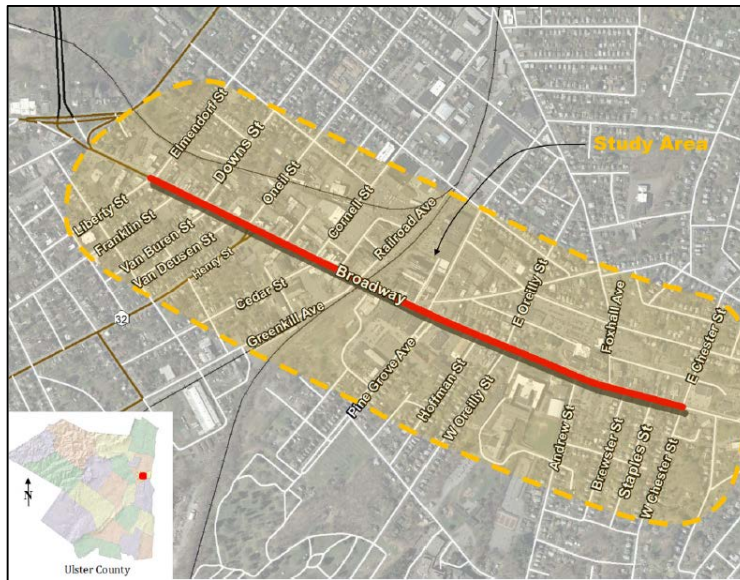 Elmendorf St
Downs St
Oneil St
Study Area
Liberty St
Franklin St
Cornell St
Railroad Ave
Van Buren St
Van Deusen St
Henry St
Broadway
E Oreilly St
Foxhall Ave
Cedar St
Greenkill Ave
32
E Chester St
Pine Grove Ave
Hoffman St
W Oreilly St
Andrew St
Brewster St
Staples St
W Chester St
N
Ulster County